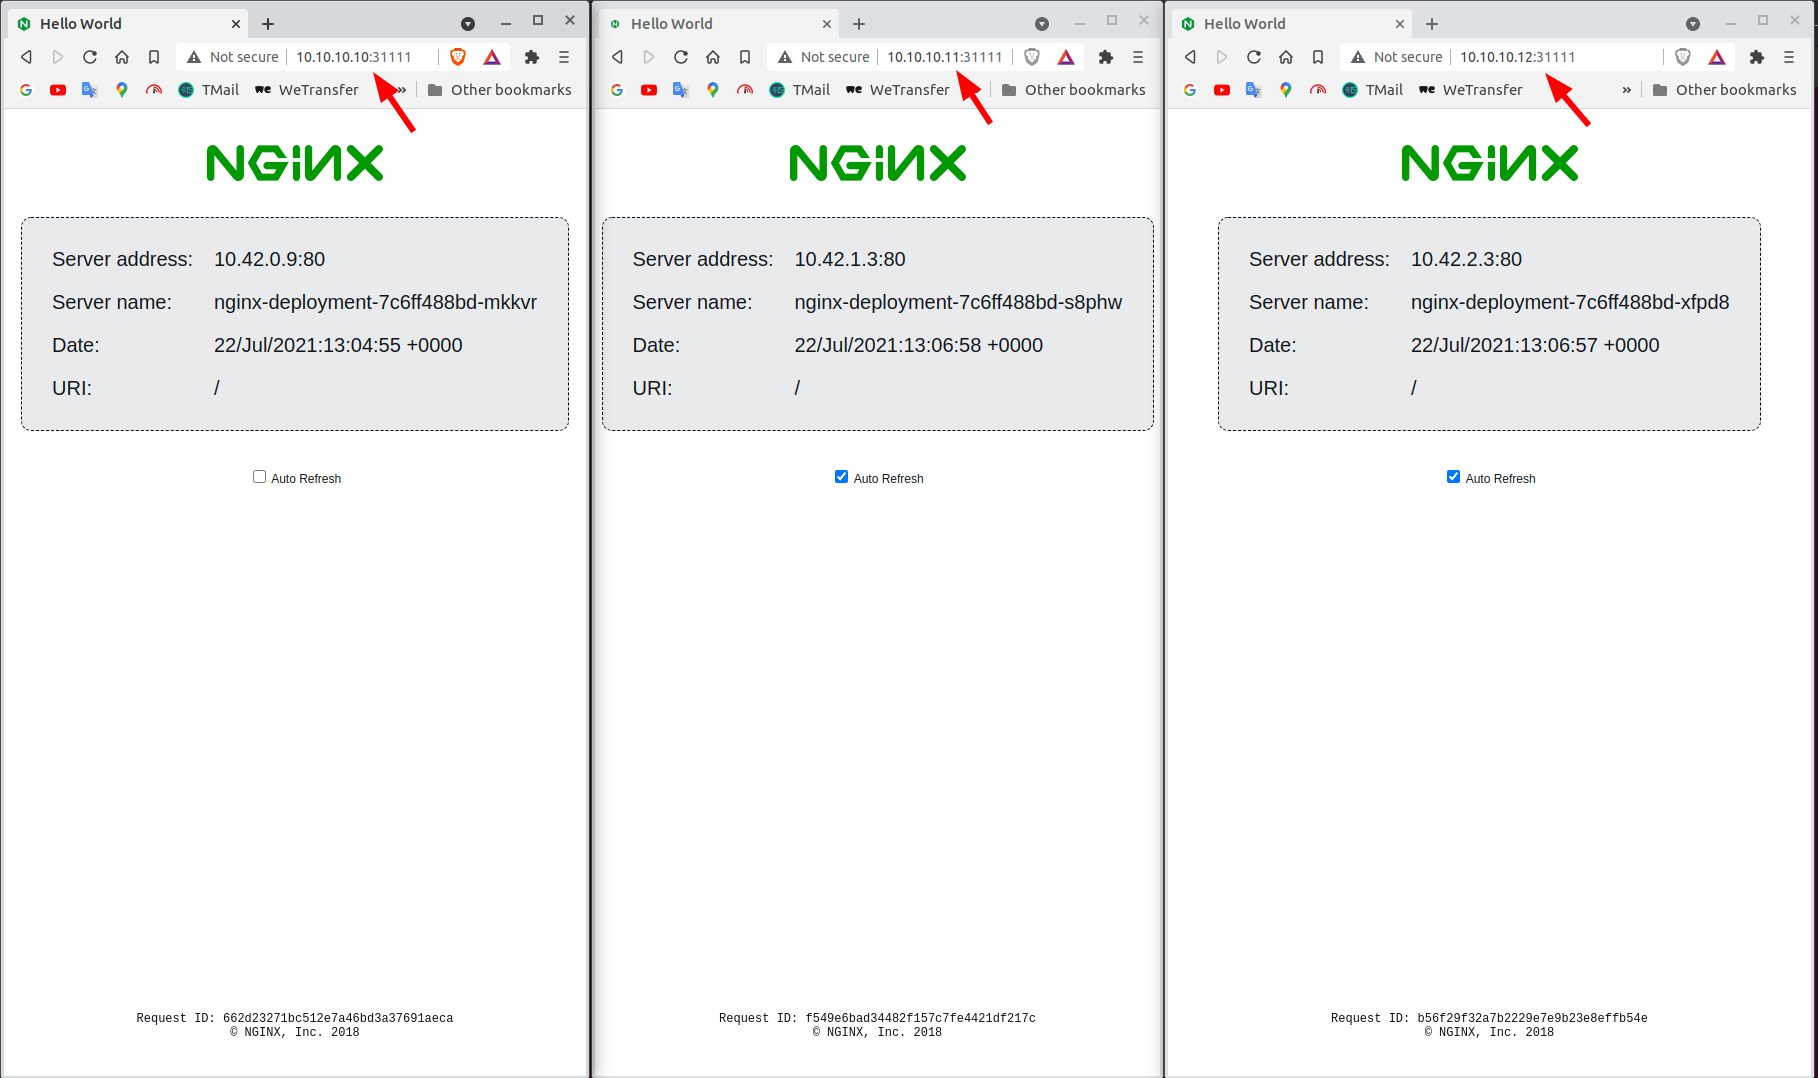 Hello World
Not secure 10.10.10.10:31111
TMail WeTransfer » Other bookmarks
NGiNX
Server address: 10.42.0.9:80
Server name: nginx-deployment-7c6ff488bd-mkkvr
Date: 22/Jul/2021:13:04:55 +0000
URI: /
Auto Refresh
Request ID: 662d23271bc512e7a46bd3a37691aeca
© NGINX, Inc. 2018
Hello World
Not secure 10.10.10.11:31111
TMail WeTransfer Other bookmarks
NGiNX
Server address: 10.42.1.3:80
Server name: nginx-deployment-7c6ff488bd-s8phw
Date: 22/Jul/2021:13:06:58 +0000
URI: /
Auto Refresh
Request ID: f549e6bad34482f157c7fe4421df217c
© NGINX, Inc. 2018
Hello World
Not secure 10.10.10.12:31111
TMail WeTransfer » Other bookmarks
NGiNX
Server address: 10.42.2.3:80
Server name: nginx-deployment-7c6ff488bd-xfpd8
Date: 22/Jul/2021:13:06:57 +0000
URI: /
Auto Refresh
Request ID: b56f29f32a7b2229e7e9b23e8effb54e
© NGINX, Inc. 2018